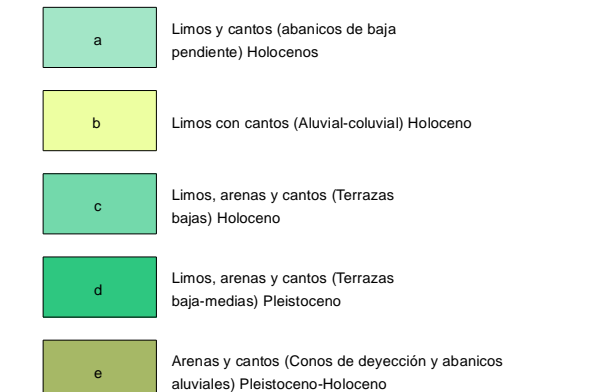 a
Limos y cantos (abanicos de baja
pendiente) Holocenos
b
Limos con cantos (Aluvial-coluvial) Holoceno
c
Limos, arenas y cantos (Terrazas
bajas) Holoceno
d
Limos, arenas y cantos (Terrazas
baja-medias) Pleistoceno
e
Arenas y cantos (Conos de deyección y abanicos
aluviales) Pleistoceno-Holoceno